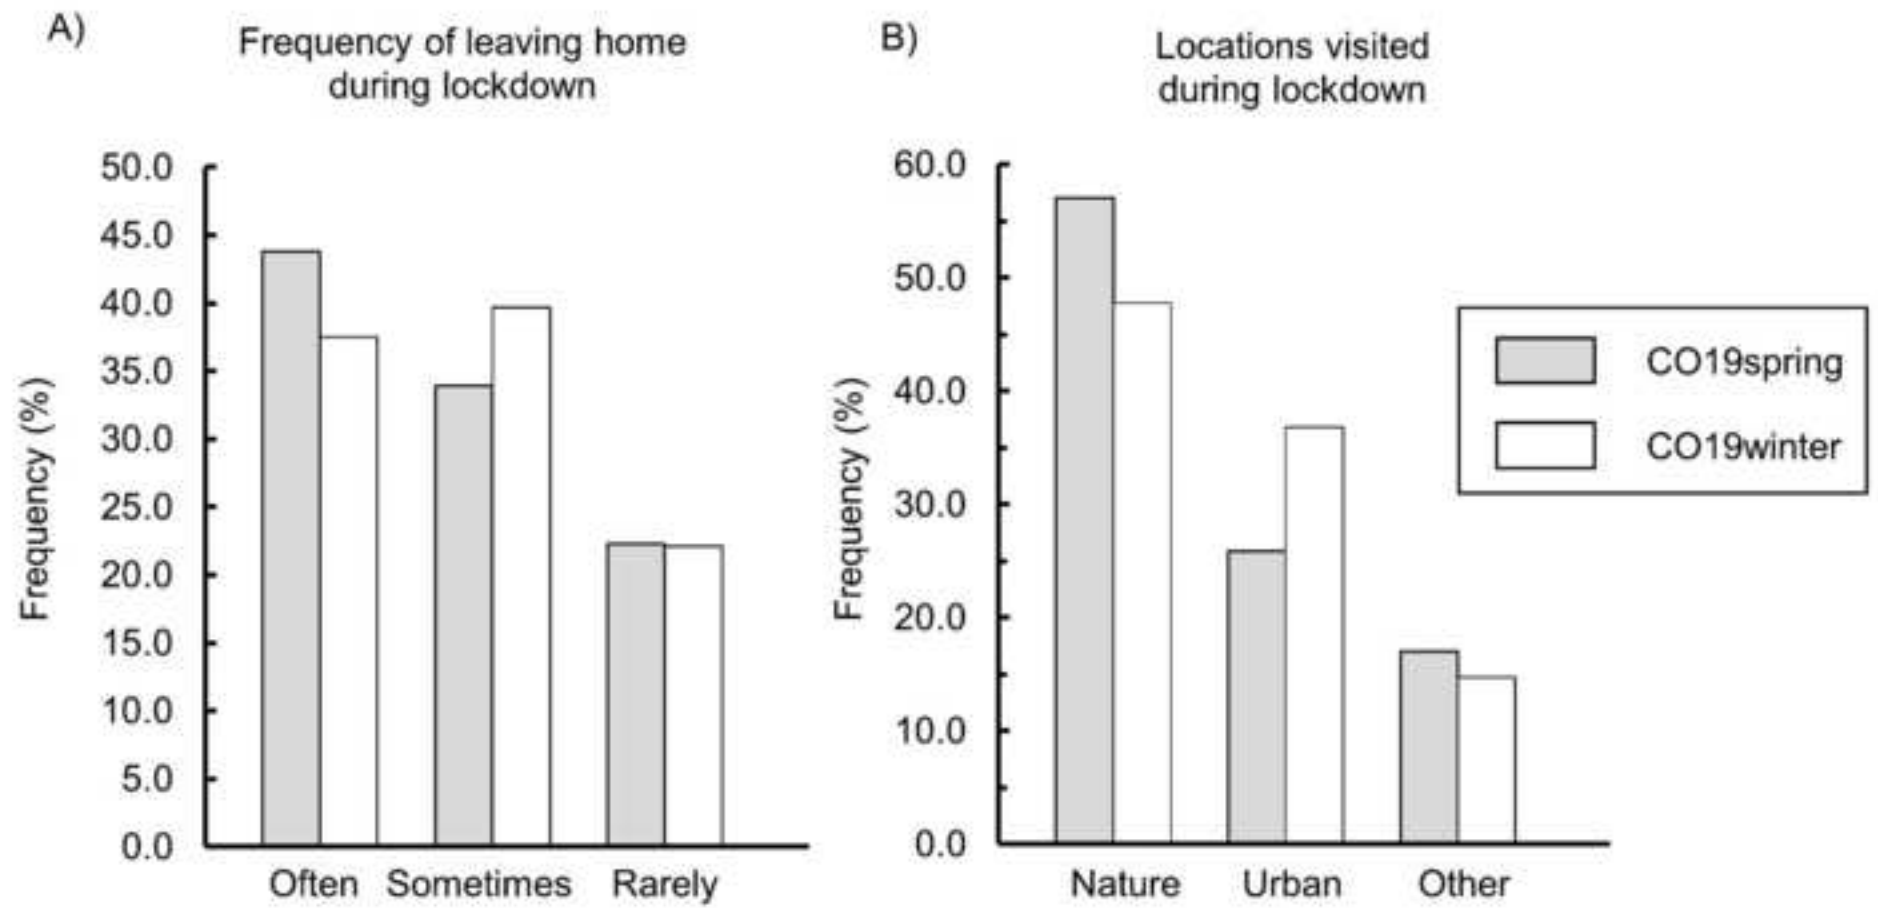 A)
Frequency of leaving home
during lockdown
50.0
45.0
40.0
35.0
30.0
25.0
20.0
15.0
10.0
5.0
0.0
Frequency (%)
Often Sometimes Rarely
B)
Locations visited
during lockdown
60.0
50.0
40.0
30.0
20.0
10.0
0.0
Frequency (%)
Nature Urban Other
CO19spring
CO19winter